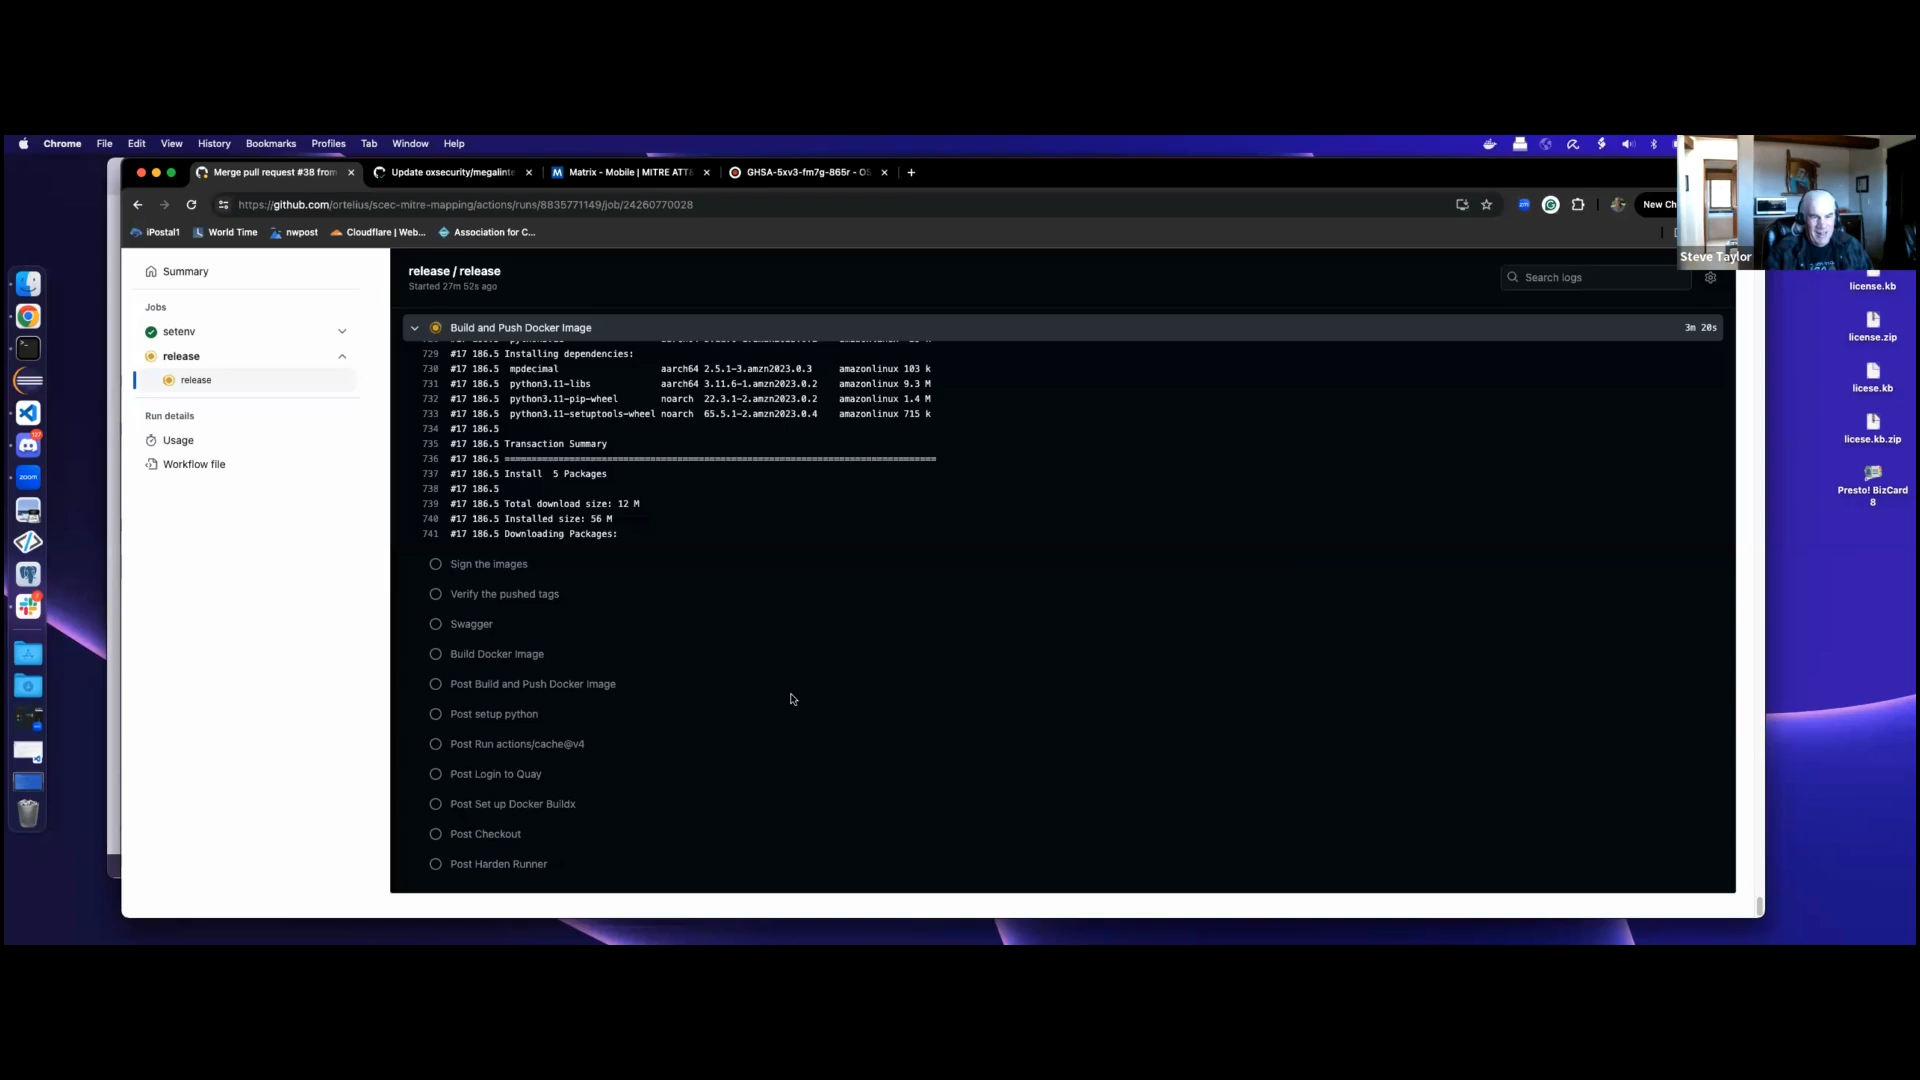 Chrome File Edit View History Bookmarks Profiles Tab Window Help
Merge pull request #38 from
Update oxsecurity/megalinte
Matrix - Mobile | MITRE ATT&
GHSA-5xv3-fm7g-865r - OS
https://github.com/ortelius/scec-mitre-mapping/actions/runs/8835771149/job/24260770028
New Ch
iPostal1 World Time nwpost Cloudflare | Web... Association for C...
Steve Taylor
Summary
Jobs
setenv
release
release
Run details
Usage
Workflow file
release / release
Started 27m 52s ago
Search logs
Build and Push Docker Image 3m 20s
729 #17 186.5 Installing dependencies:
730 #17 186.5 mpdecimal aarch64 2.5.1-3.amzn2023.0.3 amazonlinux 103 k
731 #17 186.5 python3.11-libs aarch64 3.11.6-1.amzn2023.0.2 amazonlinux 9.3 M
732 #17 186.5 python3.11-pip-wheel noarch 22.3.1-2.amzn2023.0.2 amazonlinux 1.4 M
733 #17 186.5 python3.11-setuptools-wheel noarch 65.5.1-2.amzn2023.0.4 amazonlinux 715 k
734 #17 186.5
735 #17 186.5 Transaction Summary
736 #17 186.5 ================================================================================
737 #17 186.5 Install 5 Packages
738 #17 186.5
739 #17 186.5 Total download size: 12 M
740 #17 186.5 Installed size: 56 M
741 #17 186.5 Downloading Packages:
Sign the images
Verify the pushed tags
Swagger
Build Docker Image
Post Build and Push Docker Image
Post setup python
Post Run actions/cache@v4
Post Login to Quay
Post Set up Docker Buildx
Post Checkout
Post Harden Runner
license.kb
license.zip
licese.kb
licese.kb.zip
Presto! BizCard
8
zoom